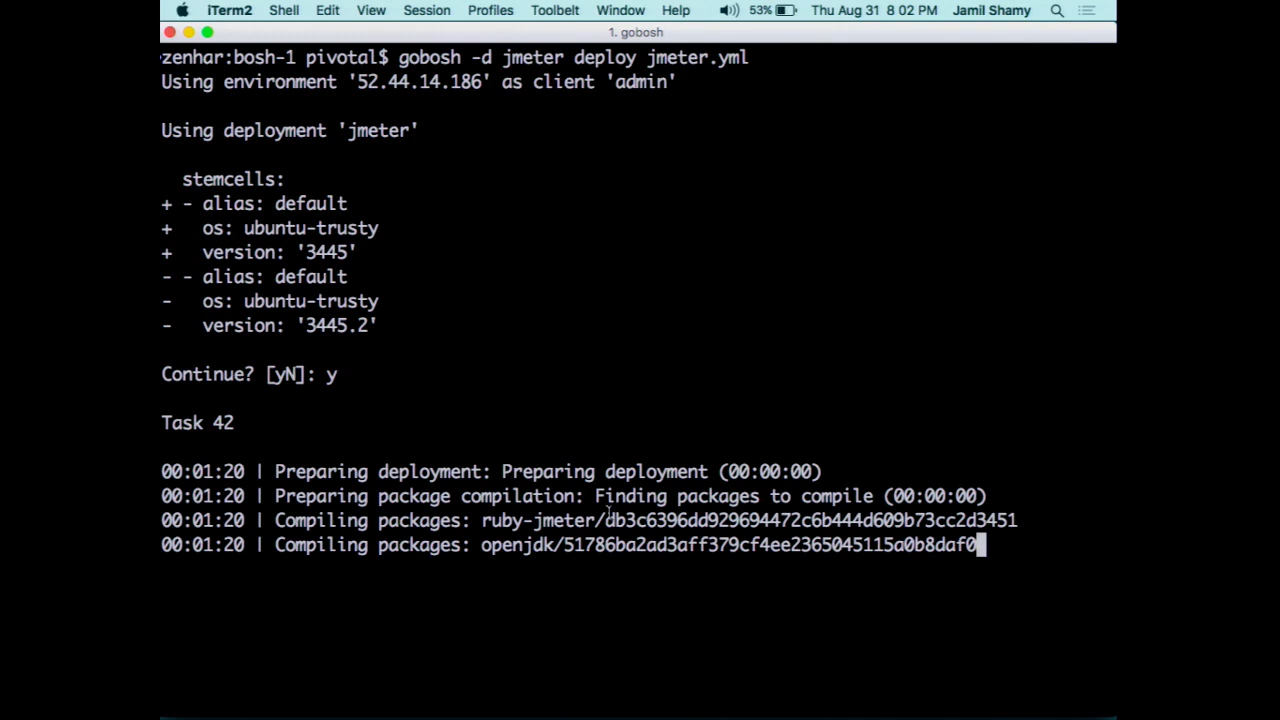 iTerm2 Shell Edit View Session Profiles Toolbelt Window Help 53% Thu Aug 31 8:02 PM Jamil Shamy
1. gobosh
zenhar:bosh-1 pivotal$ gobosh -d jmeter deploy jmeter.yml
Using environment '52.44.14.186' as client 'admin'
Using deployment 'jmeter'
stemcells:
+ - alias: default
+ os: ubuntu-trusty
+ version: '3445'
- - alias: default
- os: ubuntu-trusty
- version: '3445.2'
Continue? [yN]: y
Task 42
00:01:20 | Preparing deployment: Preparing deployment (00:00:00)
00:01:20 | Preparing package compilation: Finding packages to compile (00:00:00)
00:01:20 | Compiling packages: ruby-jmeter/db3c6396dd929694472c6b444d609b73cc2d3451
00:01:20 | Compiling packages: openjdk/51786ba2ad3aff379cf4ee2365045115a0b8daf0